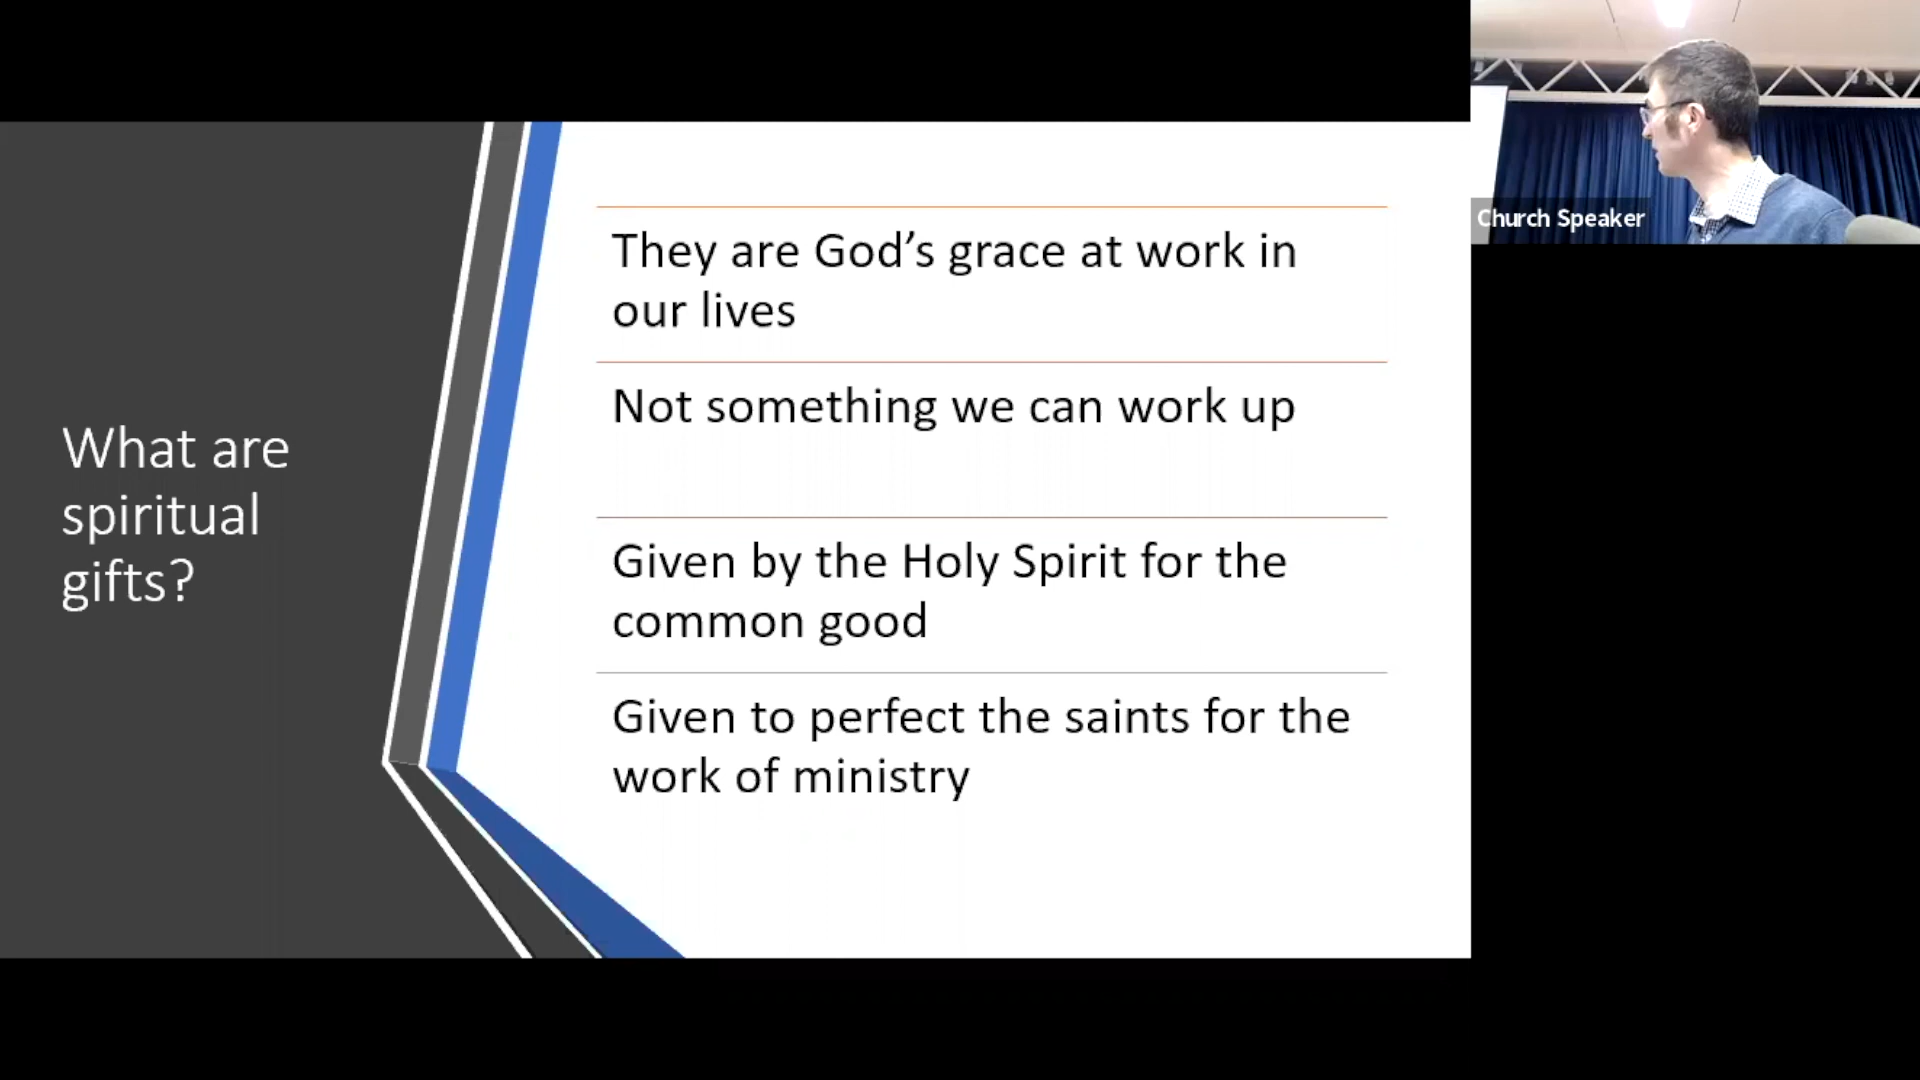 What are
spiritual
gifts?
They are God’s grace at work in
our lives
Not something we can work up
Given by the Holy Spirit for the
common good
Given to perfect the saints for the
work of ministry
Church Speaker